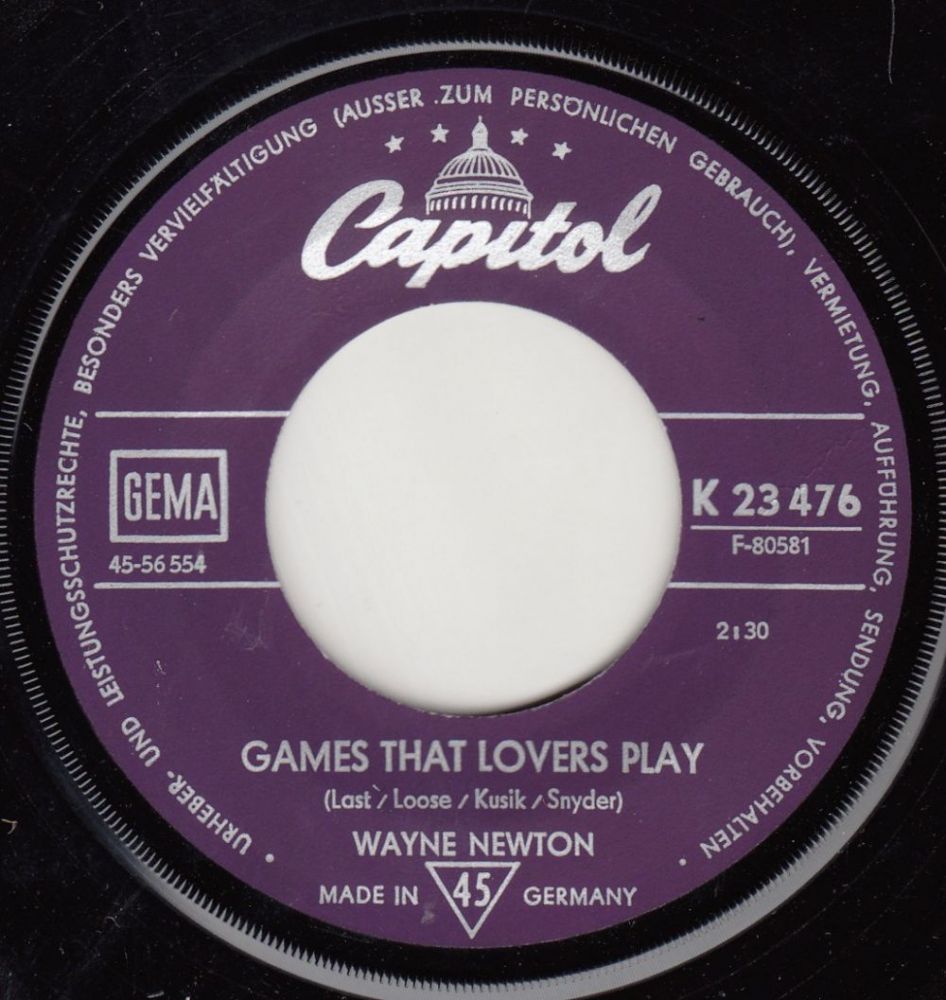 • URHEBER- UND LEISTUNGSSCHUTZRECHTE, BESONDERS VERVIELFÄLTIGUNG (AUSSER ZUM PERSÖNLICHEN GEBRAUCH), VERMIETUNG, AUFFÜHRUNG, SENDUNG, VORBEHALTEN •
Capitol
GEMA
45-56 554
K 23 476
F-80581
2:30
GAMES THAT LOVERS PLAY
(Last / Loose / Kusik / Snyder)
WAYNE NEWTON
MADE IN 45 GERMANY